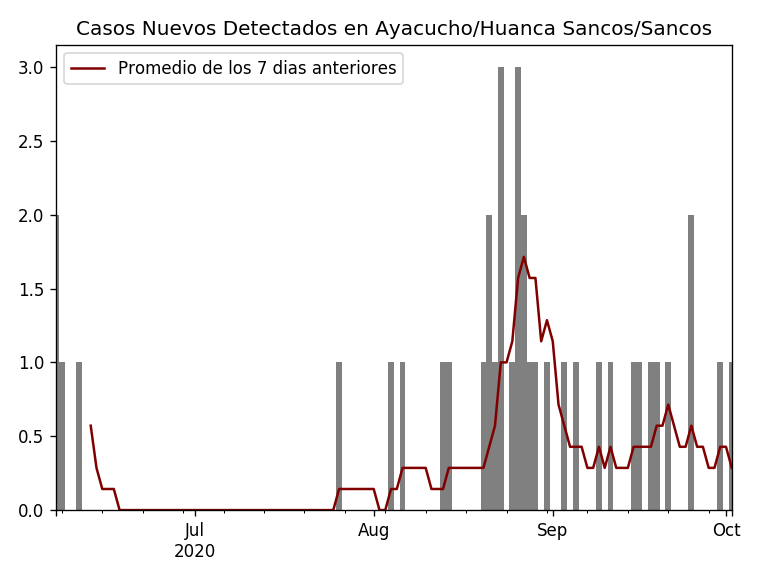 Casos Nuevos Detectados en Ayacucho/Huanca Sancos/Sancos
Promedio de los 7 dias anteriores
3.0
2.5
2.0
1.5
1.0
0.5
0.0
Jul
2020
Aug
Sep
Oct